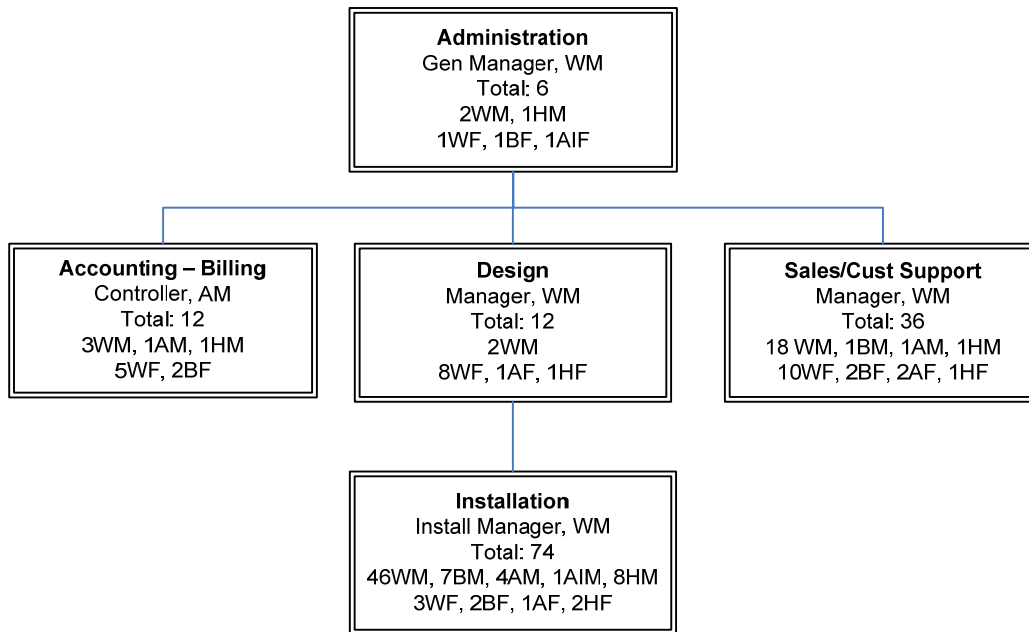 Administration
Gen Manager, WM
Total: 6
2WM, 1HM
1WF, 1BF, 1AIF
Accounting – Billing
Controller, AM
Total: 12
3WM, 1AM, 1HM
5WF, 2BF
Design
Manager, WM
Total: 12
2WM
8WF, 1AF, 1HF
Sales/Cust Support
Manager, WM
Total: 36
18 WM, 1BM, 1AM, 1HM
10WF, 2BF, 2AF, 1HF
Installation
Install Manager, WM
Total: 74
46WM, 7BM, 4AM, 1AIM, 8HM
3WF, 2BF, 1AF, 2HF